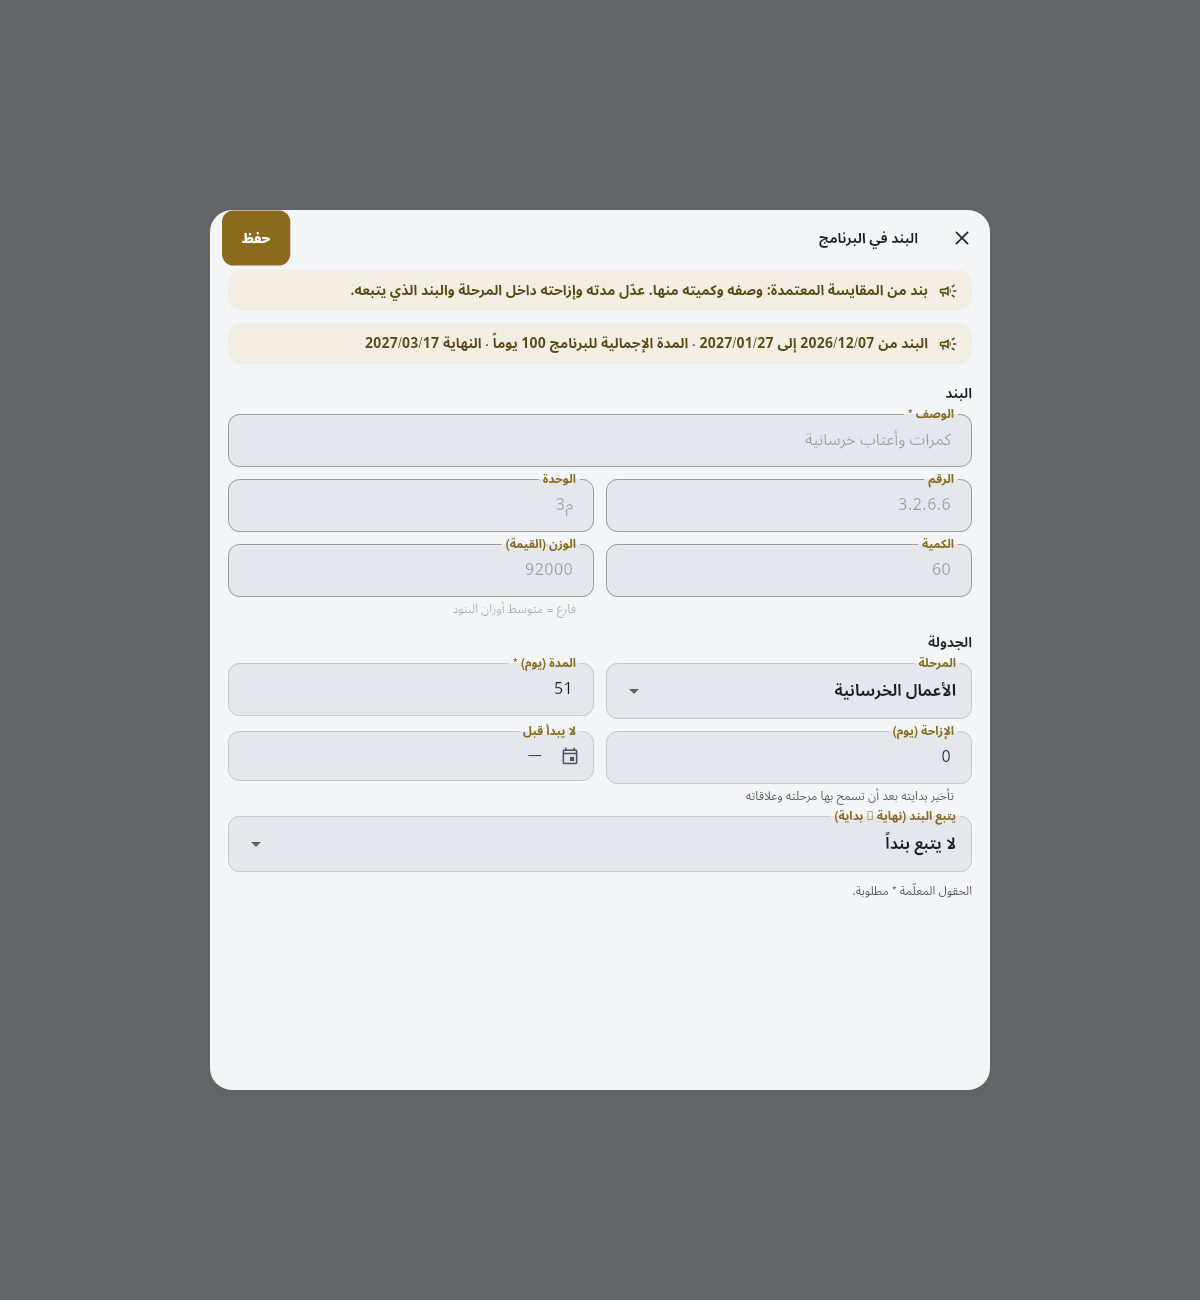 البند في البرنامج
حفظ
بند من المقايسة المعتمدة: وصفه وكميته منها. عدّل مدته وإزاحته داخل المرحلة والبند الذي يتبعه.
البند من 2026/12/07 إلى 2027/01/27 · المدة الإجمالية للبرنامج 100 يوماً · النهاية 2027/03/17
البند
الوصف *
كمرات وأعتاب خرسانية
الرقم
3.2.6.6
الوحدة
م3
الكمية
60
الوزن (القيمة)
92000
فارغ = متوسط أوزان البنود
الجدولة
المرحلة
الأعمال الخرسانية
المدة (يوم) *
51
الإزاحة (يوم)
0
تأخير بدايته بعد أن تسمح بها مرحلته وعلاقاته
لا يبدأ قبل
—
يتبع البند (نهاية ▯ بداية)
لا يتبع بنداً
الحقول المعلّمة * مطلوبة.